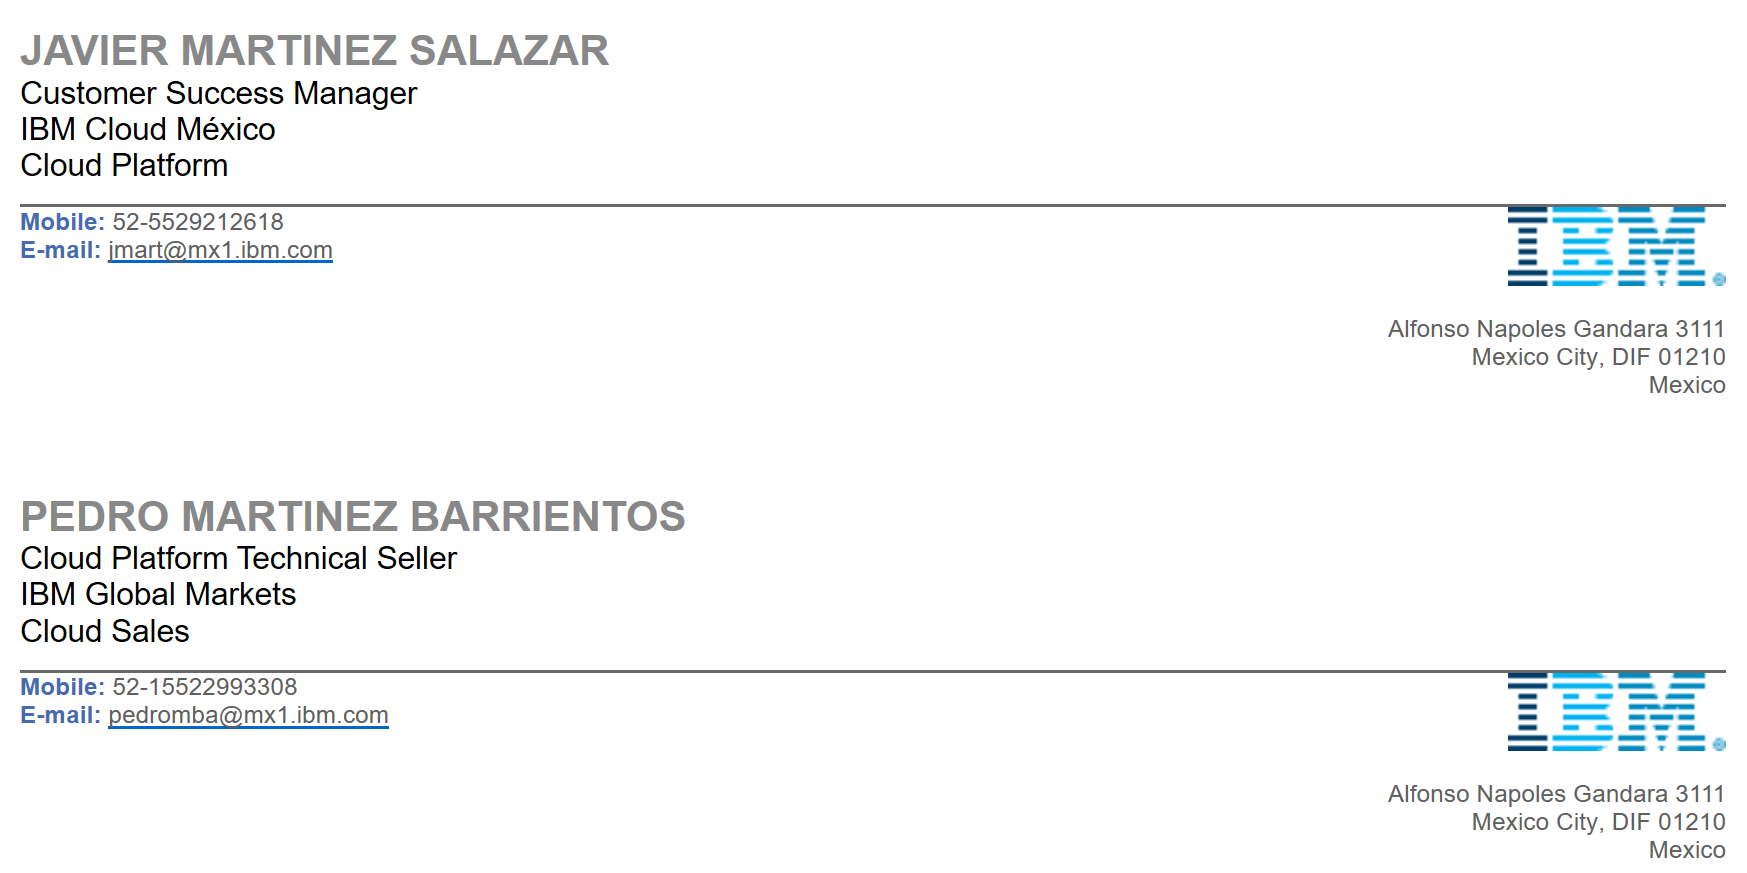 JAVIER MARTINEZ SALAZAR
Customer Success Manager
IBM Cloud México
Cloud Platform
Mobile: 52-5529212618
E-mail: jmart@mx1.ibm.com
IBM®
Alfonso Napoles Gandara 3111
Mexico City, DIF 01210
Mexico
PEDRO MARTINEZ BARRIENTOS
Cloud Platform Technical Seller
IBM Global Markets
Cloud Sales
Mobile: 52-15522993308
E-mail: pedromba@mx1.ibm.com
IBM®
Alfonso Napoles Gandara 3111
Mexico City, DIF 01210
Mexico